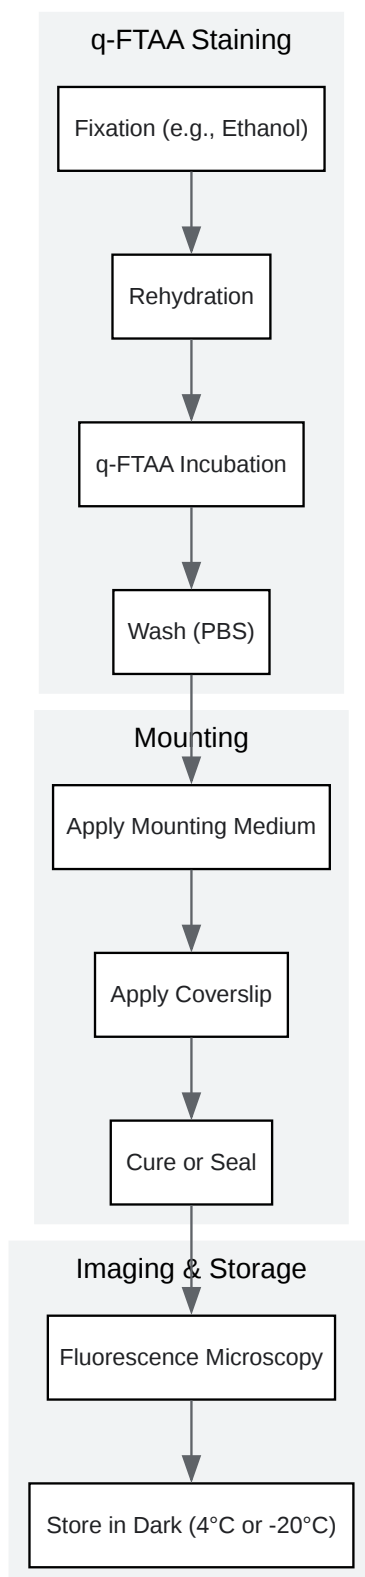 q-FTAA Staining
Fixation (e.g., Ethanol)
Rehydration
q-FTAA Incubation
Wash (PBS)
Mounting
Apply Mounting Medium
Apply Coverslip
Cure or Seal
Imaging & Storage
Fluorescence Microscopy
Store in Dark (4°C or -20°C)